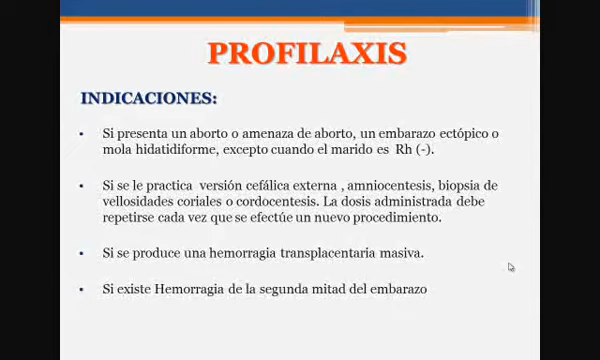 PROFILAXIS
INDICACIONES:
• Si presenta un aborto o amenaza de aborto, un embarazo ectópico o
mola hidatidiforme, excepto cuando el marido es Rh (-).
• Si se le practica versión cefálica externa , amniocentesis, biopsia de
vellosidades coriales o cordocentesis. La dosis administrada debe
repetirse cada vez que se efectúe un nuevo procedimiento.
• Si se produce una hemorragia transplacentaria masiva.
• Si existe Hemorragia de la segunda mitad del embarazo